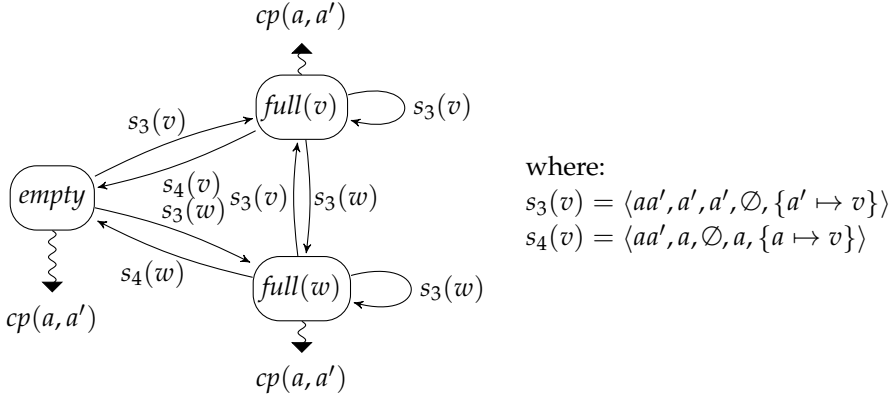 cp(a, a′)
full(v)
s₃(v)
s₃(v)
empty
s₄(v)
s₃(w)
s₃(v)
s₃(w)
s₄(w)
full(w)
s₃(w)
cp(a, a′)
cp(a, a′)
where:
s₃(v) = ⟨aa′, a′, a′, ∅, {a′ ↦ v}⟩
s₄(v) = ⟨aa′, a, ∅, a, {a ↦ v}⟩